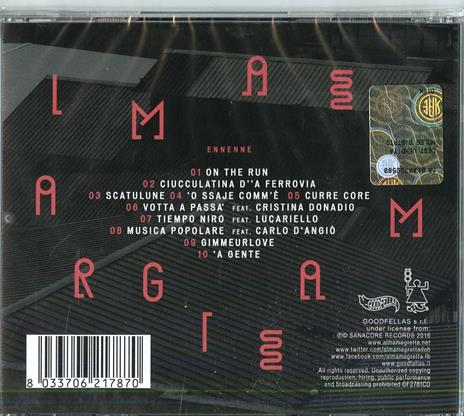 ENNENNE
01 ON THE RUN
02 CIUCCULATINA D''A FERROVIA
03 SCATULUNE 04 'O SSAJE COMM'È 05 CURRE CORE
06 VOTTA A PASSA' FEAT. CRISTINA DONADIO
07 TIEMPO NIRO FEAT. LUCARIELLO
08 MUSICA POPOLARE FEAT. CARLO D'ANGIÒ
09 GIMMEURLOVE
10 'A GENTE
GOODFELLAS
GOODFELLAS s.r.l.
under license from:
℗© SANACORE RECORDS 2016
www.almamegretta.net
www.twitter.com/almamegrettadub
www.facebook.com/almamegretta.fb
www.goodfellas.it
All rights reserved. Unauthorized copying
reproduction, hiring, public performance
and broadcasting prohibited GF2781CD
8 033706 217870